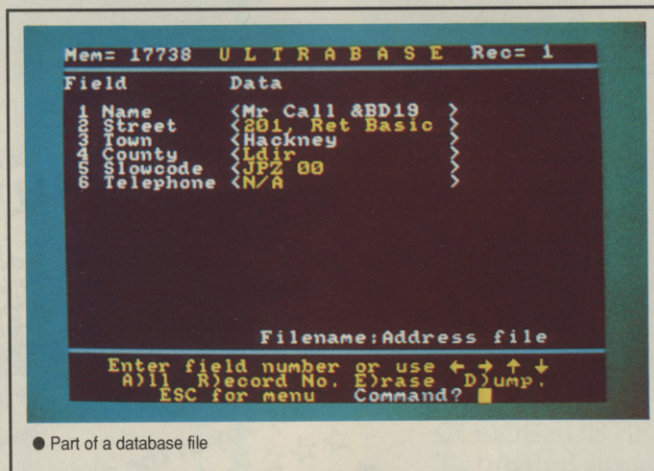 Mem= 17738 U L T R A B A S E Rec= 1
Field Data
1 Name <Mr Call &BD19 >
2 Street <201, Ret Basic >
3 Town <Hackney >
4 County <Ldir >
5 Slowcode <JPZ 00 >
6 Telephone <N/A >
Filename:Address file
Enter field number or use ← → ↑ ↓
A)ll R)ecord No. E)rase D)ump.
ESC for menu Command?
● Part of a database file